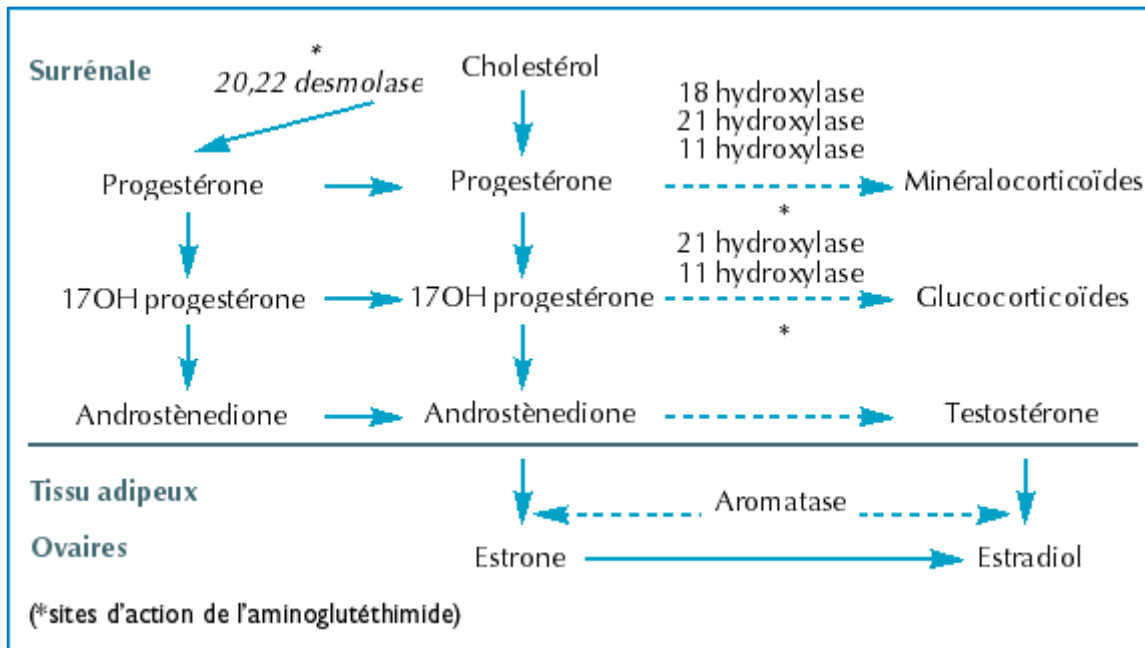 *
Surrénale
20,22 desmolase
Cholestérol
18 hydroxylase
21 hydroxylase
11 hydroxylase
Progestérone
Progestérone
Minéralocorticoïdes
*
21 hydroxylase
11 hydroxylase
17OH progestérone
17OH progestérone
Glucocorticoïdes
*
Androstènedione
Androstènedione
Testostérone
Tissu adipeux
Aromatase
Ovaires
Estrone
Estradiol
(*sites d'action de l'aminoglutéthimide)